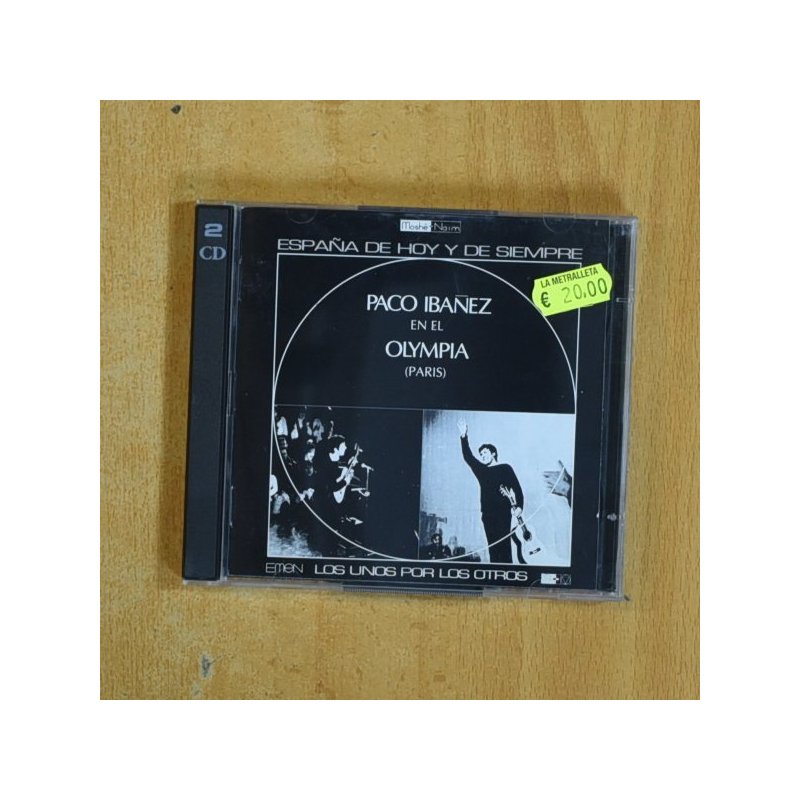 2
CD
Moshé Naim
ESPAÑA DE HOY Y DE SIEMPRE
LA METRALLETA
€ 20.00
PACO IBAÑEZ
EN EL
OLYMPIA
(PARIS)
EMEN LOS UNOS POR LOS OTROS